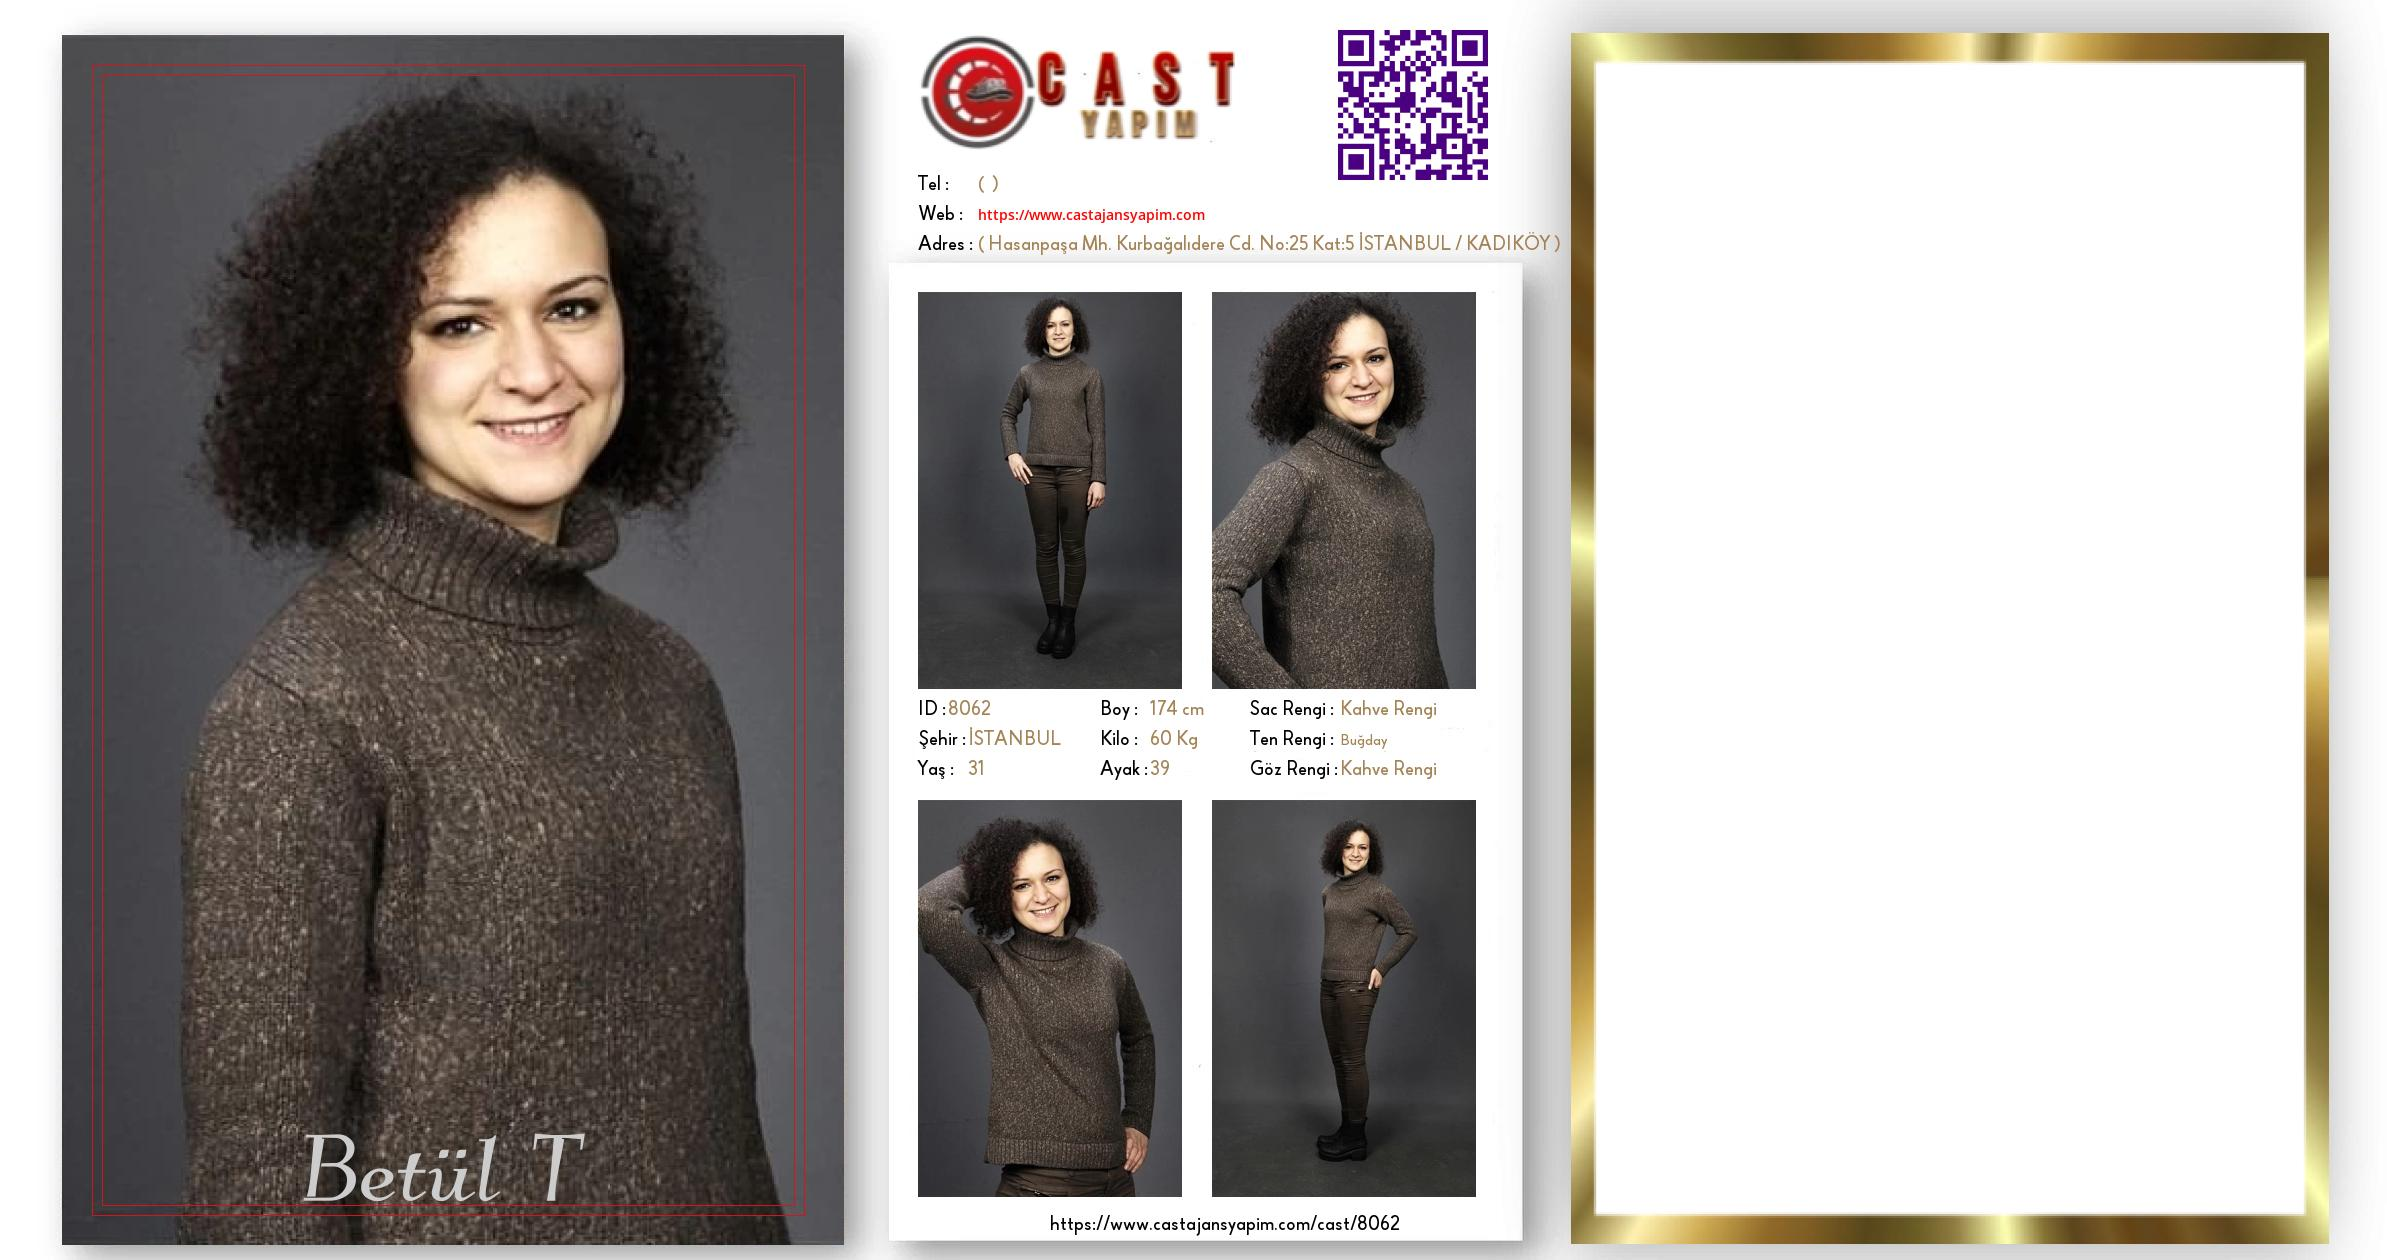 Betül T
CAST
YAPIM
Tel : ( )
Web : https://www.castajansyapim.com
Adres : ( Hasanpaşa Mh. Kurbağalıdere Cd. No:25 Kat:5 İSTANBUL / KADIKÖY )
ID : 8062 Boy : 174 cm Sac Rengi : Kahve Rengi
Şehir : İSTANBUL Kilo : 60 Kg Ten Rengi : Buğday
Yaş : 31 Ayak : 39 Göz Rengi : Kahve Rengi
https://www.castajansyapim.com/cast/8062